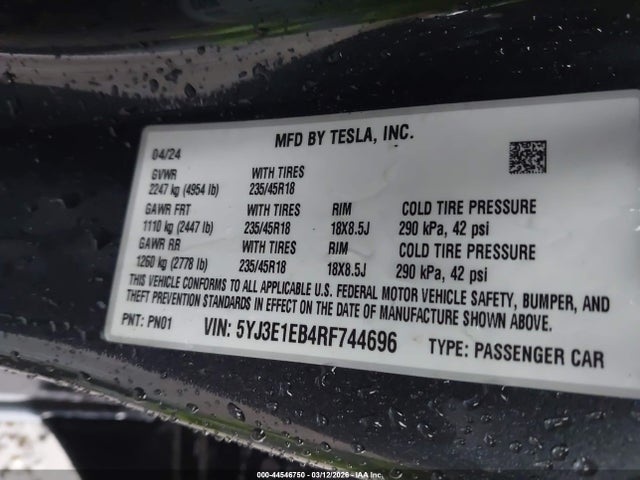 MFD BY TESLA, INC.
04/24
GVWR WITH TIRES
2247 kg (4954 lb) 235/45R18
GAWR FRT WITH TIRES RIM COLD TIRE PRESSURE
1110 kg (2447 lb) 235/45R18 18X8.5J 290 kPa, 42 psi
GAWR RR WITH TIRES RIM COLD TIRE PRESSURE
1260 kg (2778 lb) 235/45R18 18X8.5J 290 kPa, 42 psi
THIS VEHICLE CONFORMS TO ALL APPLICABLE U.S. FEDERAL MOTOR VEHICLE SAFETY, BUMPER, AND
THEFT PREVENTION STANDARDS IN EFFECT ON THE DATE OF MANUFACTURE SHOWN ABOVE.
PNT: PN01 VIN: 5YJ3E1EB4RF744696 TYPE: PASSENGER CAR
000-44546750 - 03/12/2026 - IAA Inc.